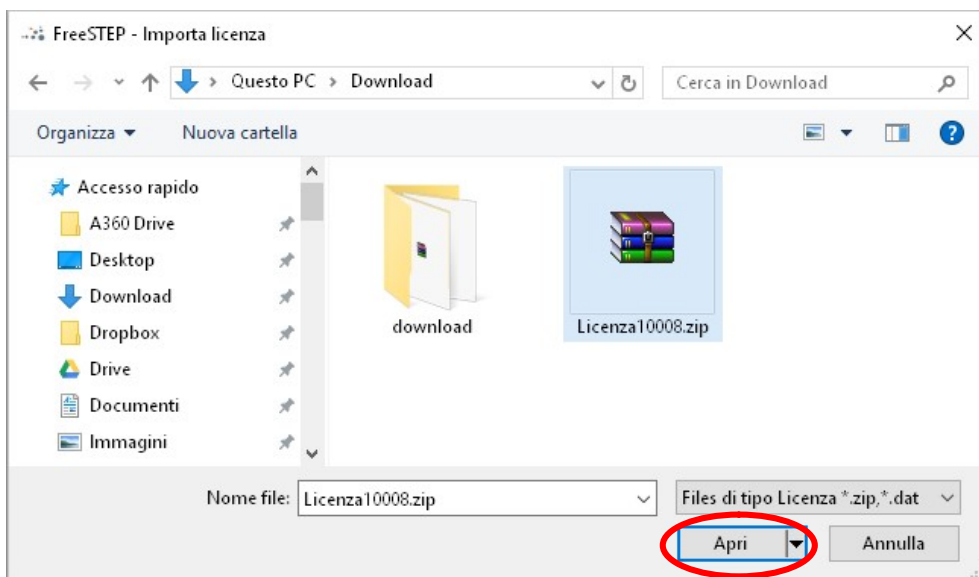 FreeSTEP - Importa licenza
Questo PC > Download
Cerca in Download
Organizza
Nuova cartella
?
Accesso rapido
A360 Drive
Desktop
Download
Dropbox
Drive
Documenti
Immagini
download
Licenza10008.zip
Nome file: Licenza10008.zip
Files di tipo Licenza *.zip,*.dat
Apri
Annulla